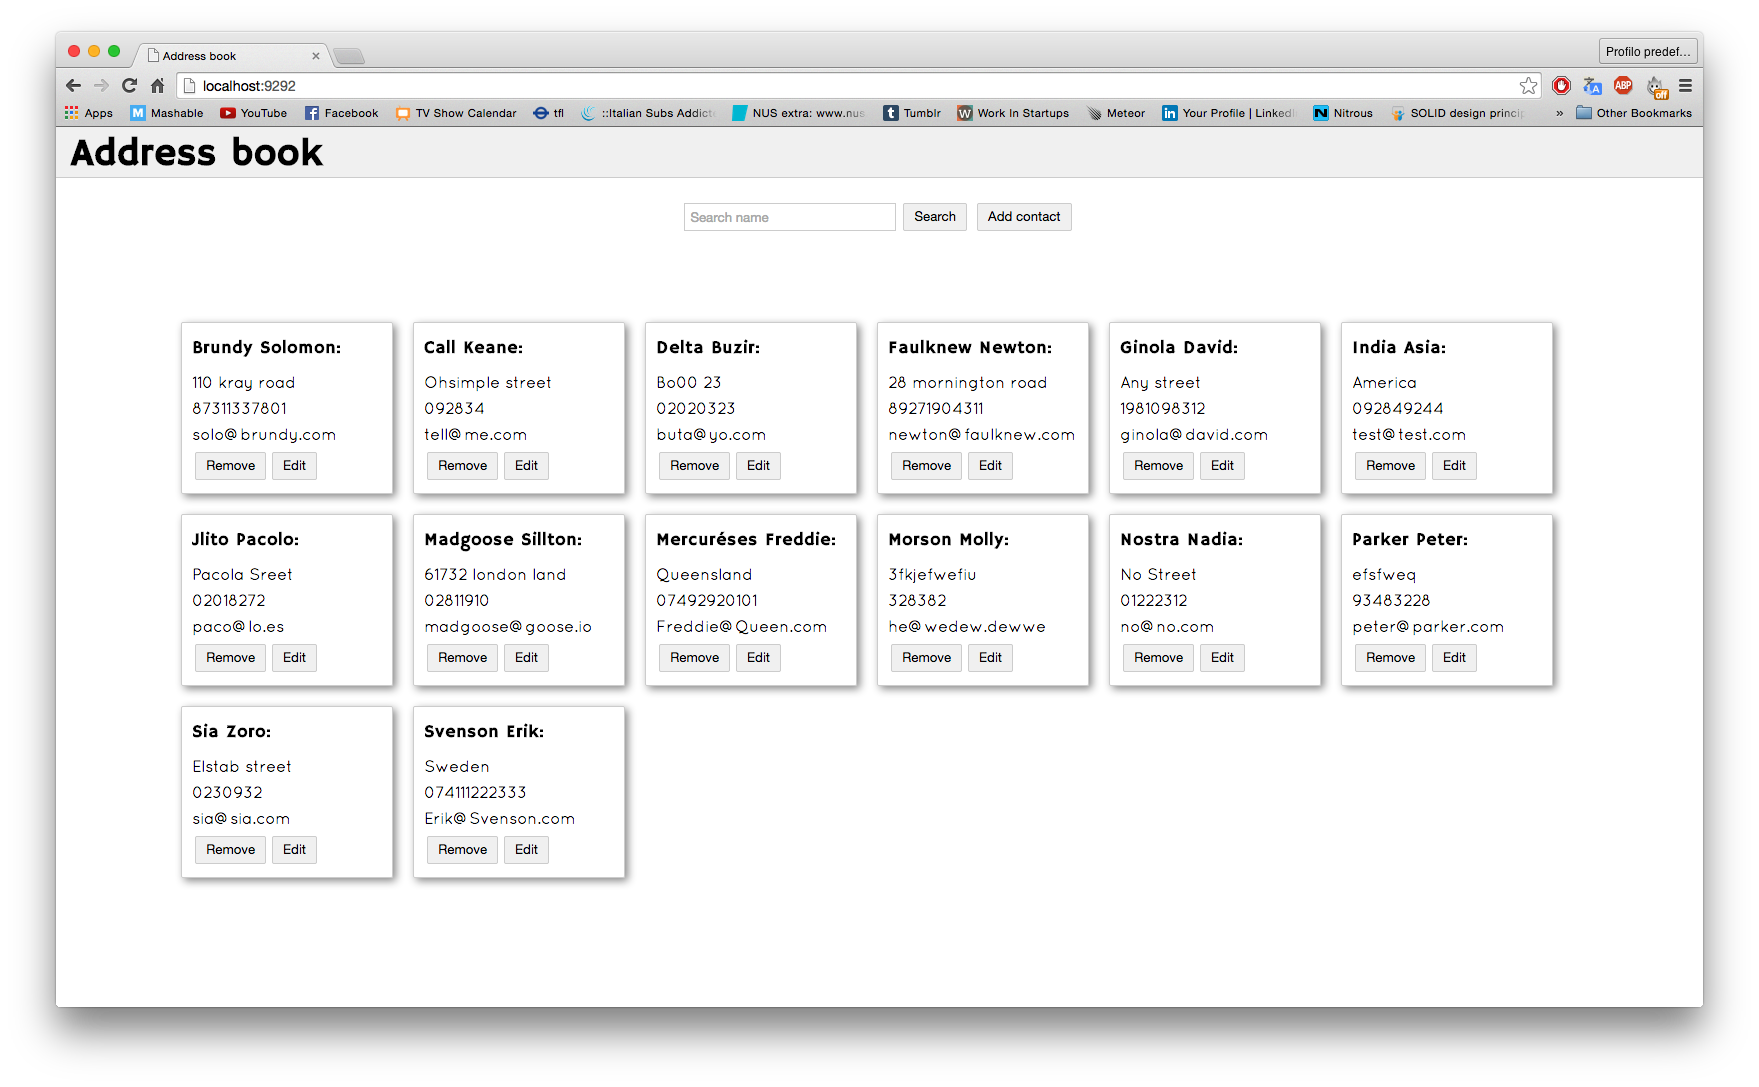 Address book
Profilo predef...
localhost:9292
Apps Mashable YouTube Facebook TV Show Calendar tfl ::Italian Subs Addict NUS extra: www.nus Tumblr Work In Startups Meteor Your Profile | LinkedI Nitrous SOLID design princip » Other Bookmarks
Address book
Search name Search Add contact
Brundy Solomon:
110 kray road
87311337801
solo@brundy.com
Remove Edit
Call Keane:
Ohsimple street
092834
tell@me.com
Remove Edit
Delta Buzir:
Bo00 23
02020323
buta@yo.com
Remove Edit
Faulknew Newton:
28 mornington road
89271904311
newton@faulknew.com
Remove Edit
Ginola David:
Any street
1981098312
ginola@david.com
Remove Edit
India Asia:
America
092849244
test@test.com
Remove Edit
Jlito Pacolo:
Pacola Sreet
02018272
paco@lo.es
Remove Edit
Madgoose Sillton:
61732 london land
02811910
madgoose@goose.io
Remove Edit
Mercuréses Freddie:
Queensland
07492920101
Freddie@Queen.com
Remove Edit
Morson Molly:
3fkjefwefiu
328382
he@wedew.dewwe
Remove Edit
Nostra Nadia:
No Street
01222312
no@no.com
Remove Edit
Parker Peter:
efsfweq
93483228
peter@parker.com
Remove Edit
Sia Zoro:
Elstab street
0230932
sia@sia.com
Remove Edit
Svenson Erik:
Sweden
074111222333
Erik@Svenson.com
Remove Edit